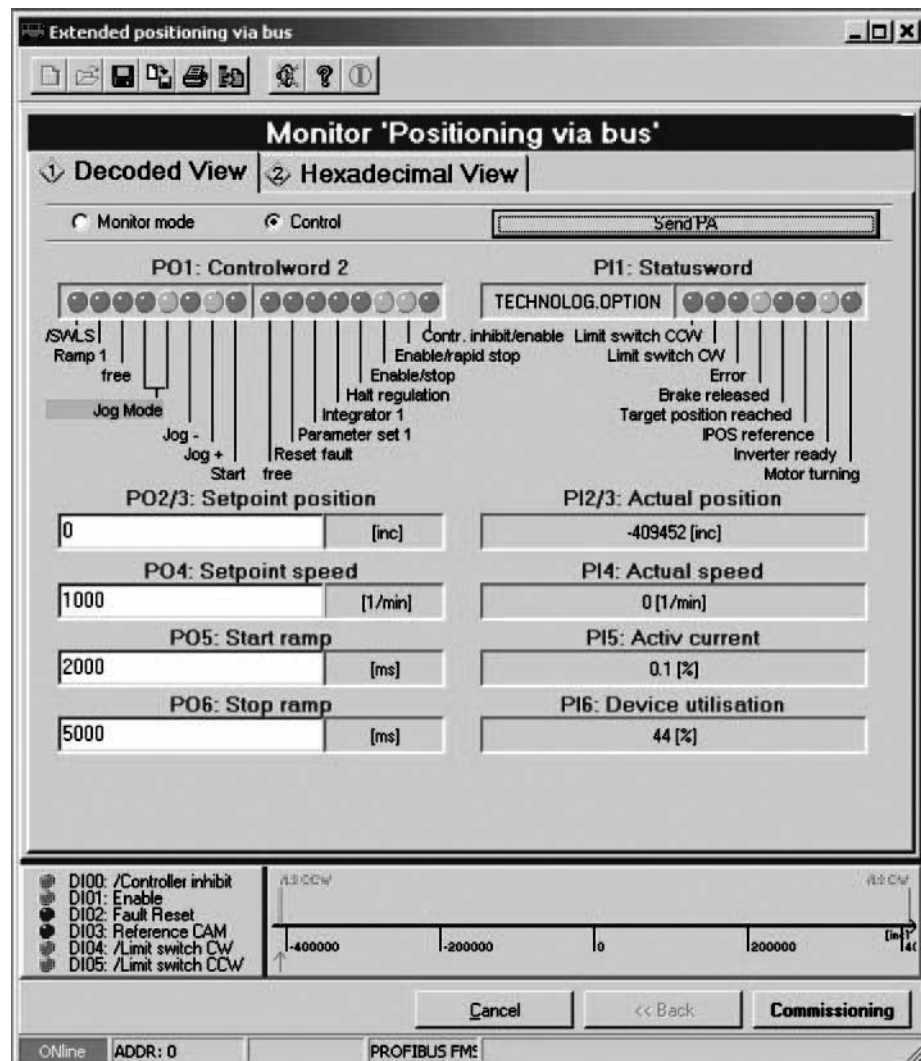 Extended positioning via bus
Monitor 'Positioning via bus'
1 Decoded View
2 Hexadecimal View
Monitor mode
Control
Send PA
PO1: Controlword 2
PI1: Statusword
TECHNOLOG.OPTION
/SWLS
Ramp 1
free
Jog Mode
Jog -
Jog +
Start
free
Reset fault
Parameter set 1
Integrator 1
Halt regulation
Enable/stop
Enable/rapid stop
Contr. inhibit/enable
Limit switch CCW
Limit switch CW
Error
Brake released
Target position reached
IPOS reference
Inverter ready
Motor turning
PO2/3: Setpoint position
0 [inc]
PI2/3: Actual position
-409452 [inc]
PO4: Setpoint speed
1000 [1/min]
PI4: Actual speed
0 [1/min]
PO5: Start ramp
2000 [ms]
PI5: Activ current
0.1 [%]
PO6: Stop ramp
5000 [ms]
PI6: Device utilisation
44 [%]
DI00: /Controller inhibit
DI01: Enable
DI02: Fault Reset
DI03: Reference CAM
DI04: /Limit switch CW
DI05: /Limit switch CCW
/LS CCW
/LS CW
-400000 -200000 0 200000
Cancel
<< Back
Commissioning
ONline
ADDR: 0
PROFIBUS FMS